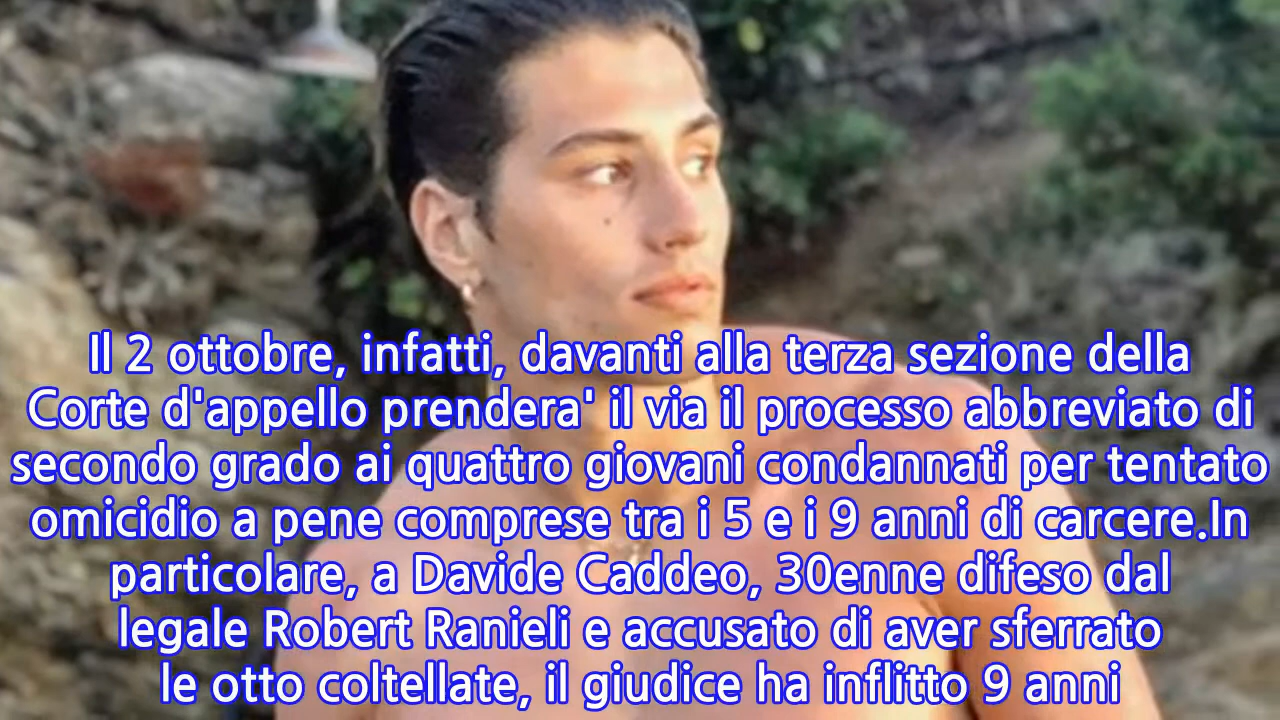 Il 2 ottobre, infatti, davanti alla terza sezione della
Corte d'appello prendera' il via il processo abbreviato di
secondo grado ai quattro giovani condannati per tentato
omicidio a pene comprese tra i 5 e i 9 anni di carcere.In
particolare, a Davide Caddeo, 30enne difeso dal
legale Robert Ranieli e accusato di aver sferrato
le otto coltellate, il giudice ha inflitto 9 anni